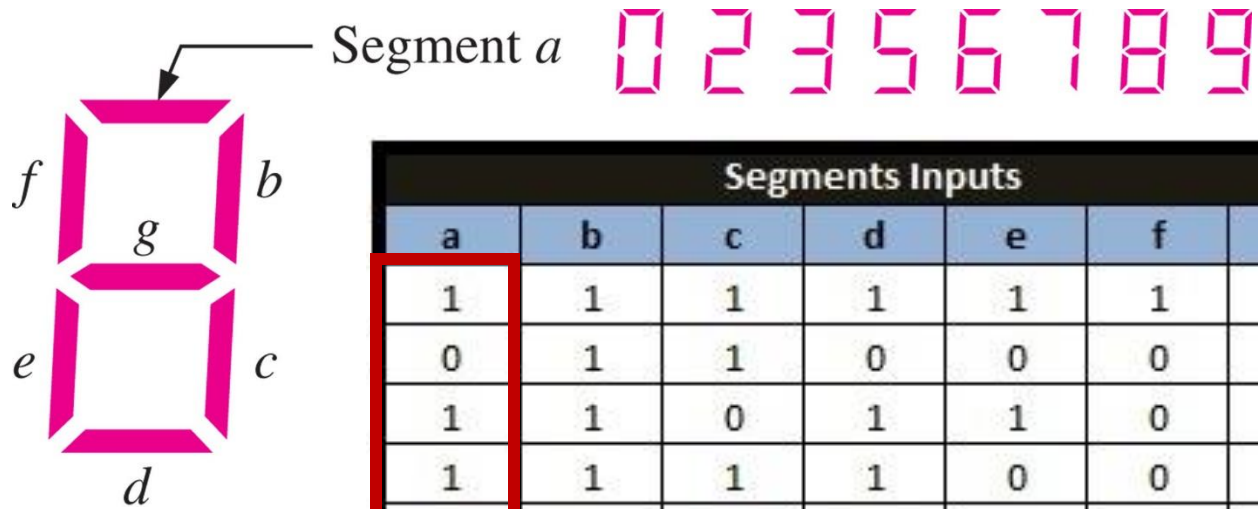 Segment a
0 2 3 5 6 7 8 9
f
b
g
e
c
d
Segments Inputs
a b c d e f
1 1 1 1 1 1
0 1 1 0 0 0
1 1 0 1 1 0
1 1 1 1 0 0